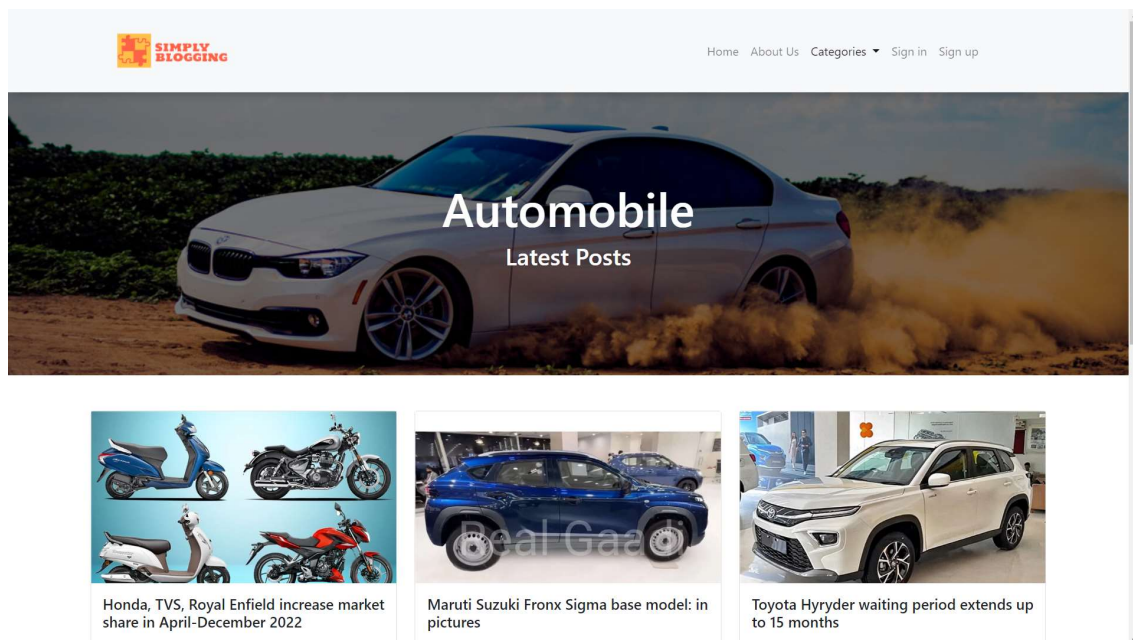 SIMPLY
BLOGGING
Home About Us Categories Sign in Sign up
Automobile
Latest Posts
Real Gaadi
Honda, TVS, Royal Enfield increase market
share in April-December 2022
Maruti Suzuki Fronx Sigma base model: in
pictures
Toyota Hyryder waiting period extends up
to 15 months